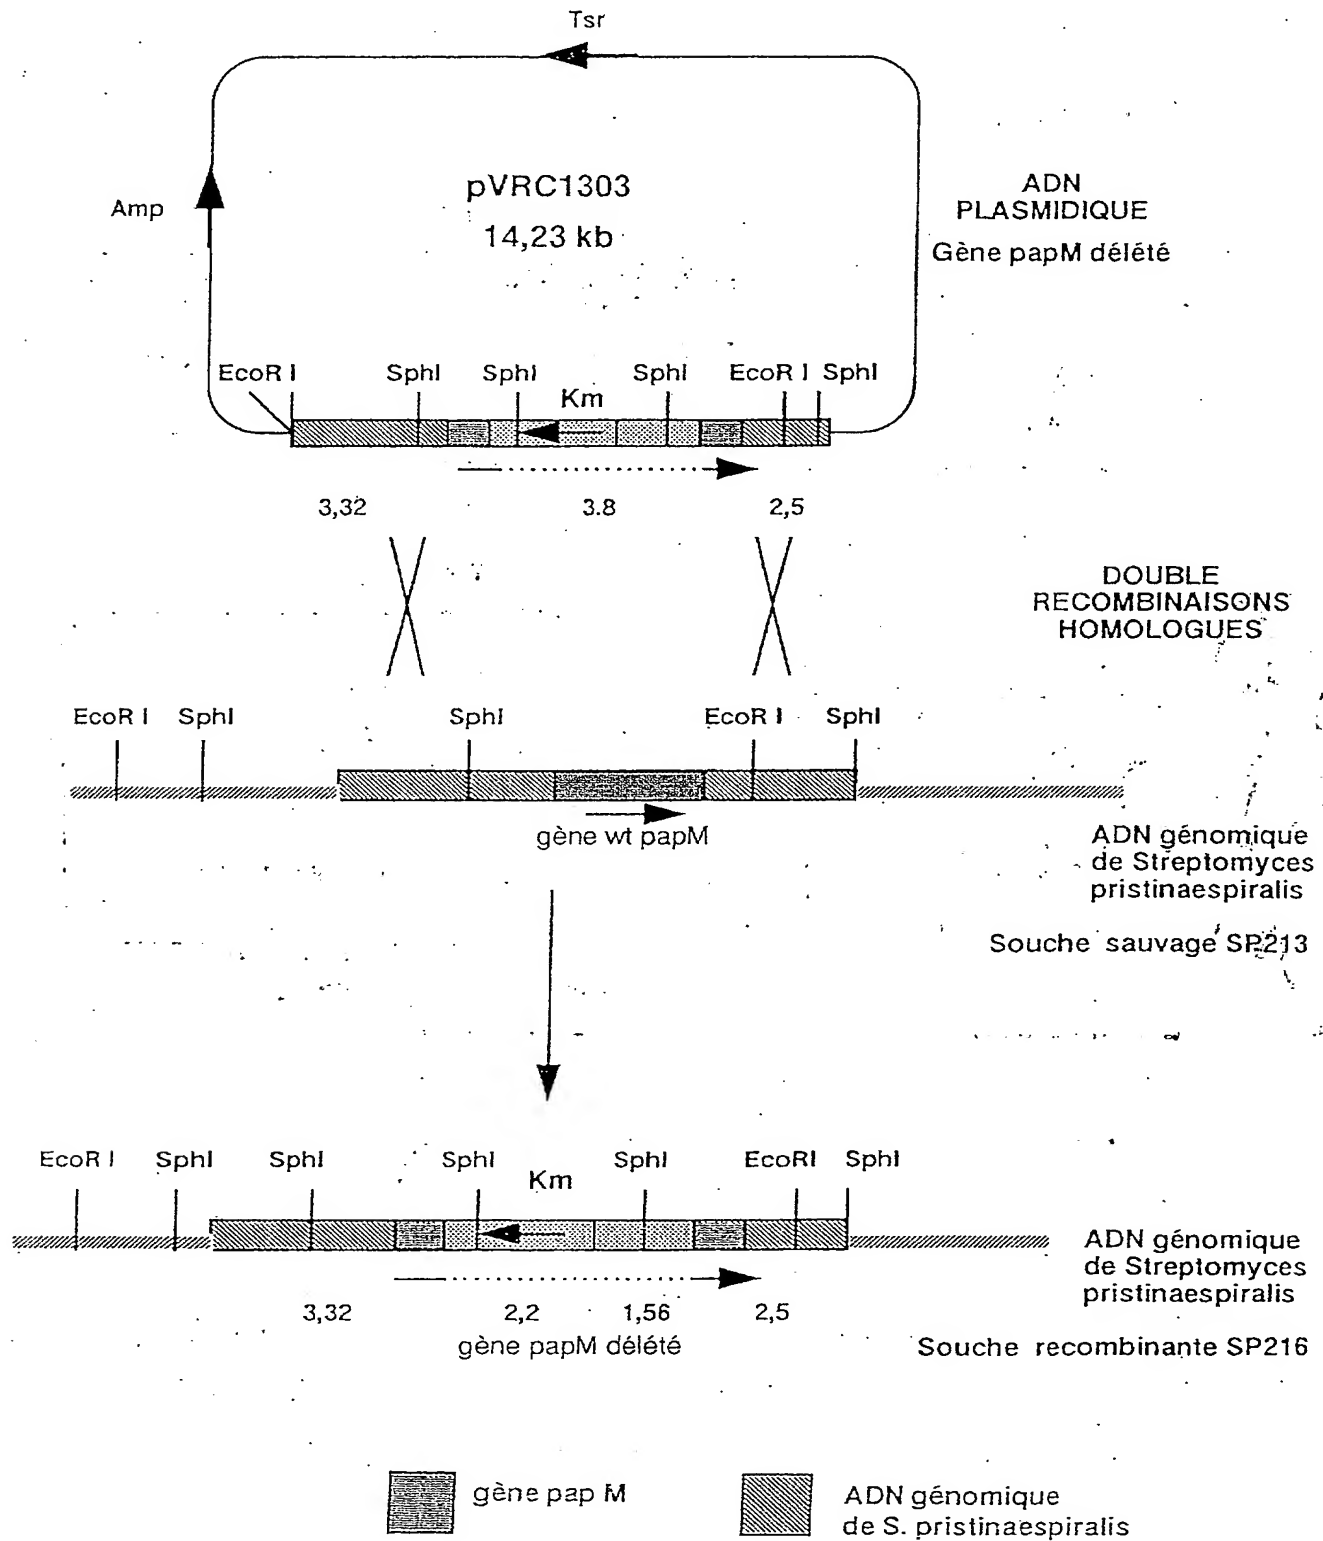 Tsr
pVRC1303
14,23 kb
Amp
ADN
PLASMIDIQUE
Gène papM délété
EcoR I SphI SphI SphI EcoR I SphI
Km
3,32 3.8 2,5
DOUBLE
RECOMBINAISONS
HOMOLOGUES
EcoR I SphI SphI EcoR I SphI
gène wt papM
ADN génomique
de Streptomyces
pristinaespiralis
Souche sauvage SP213
EcoR I SphI SphI SphI SphI EcoRI SphI
Km
ADN génomique
de Streptomyces
pristinaespiralis
3,32 2,2 1,56 2,5
gène papM délété
Souche recombinante SP216
gène pap M
ADN génomique
de S. pristinaespiralis